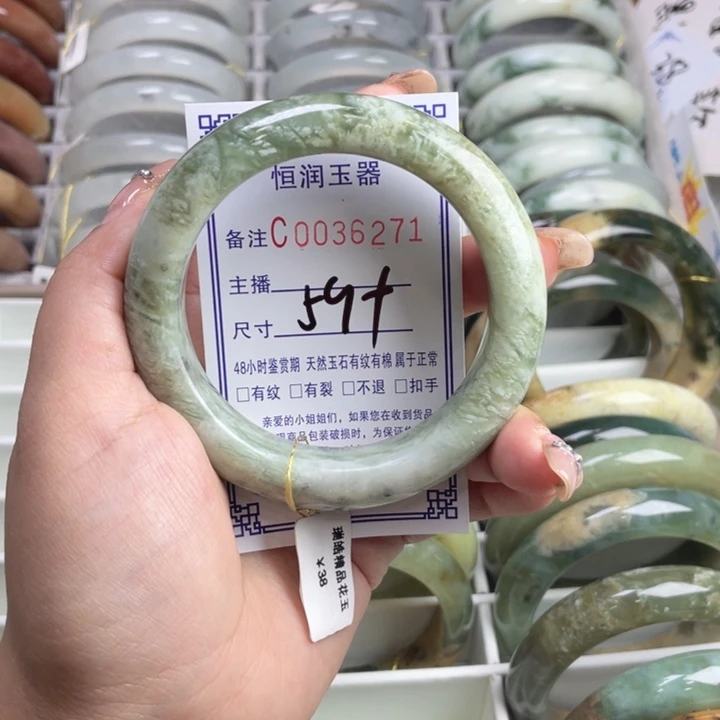 恒润玉器
备注C0036271
主播
尺寸 59+
48小时鉴赏期 天然玉石有纹有棉 属于正常
□有纹 □有裂 □不退 □扣手
亲爱的小姐姐们，如果您在收到货品
商品包装破损时，为保证
瑞皓精品花玉
¥38